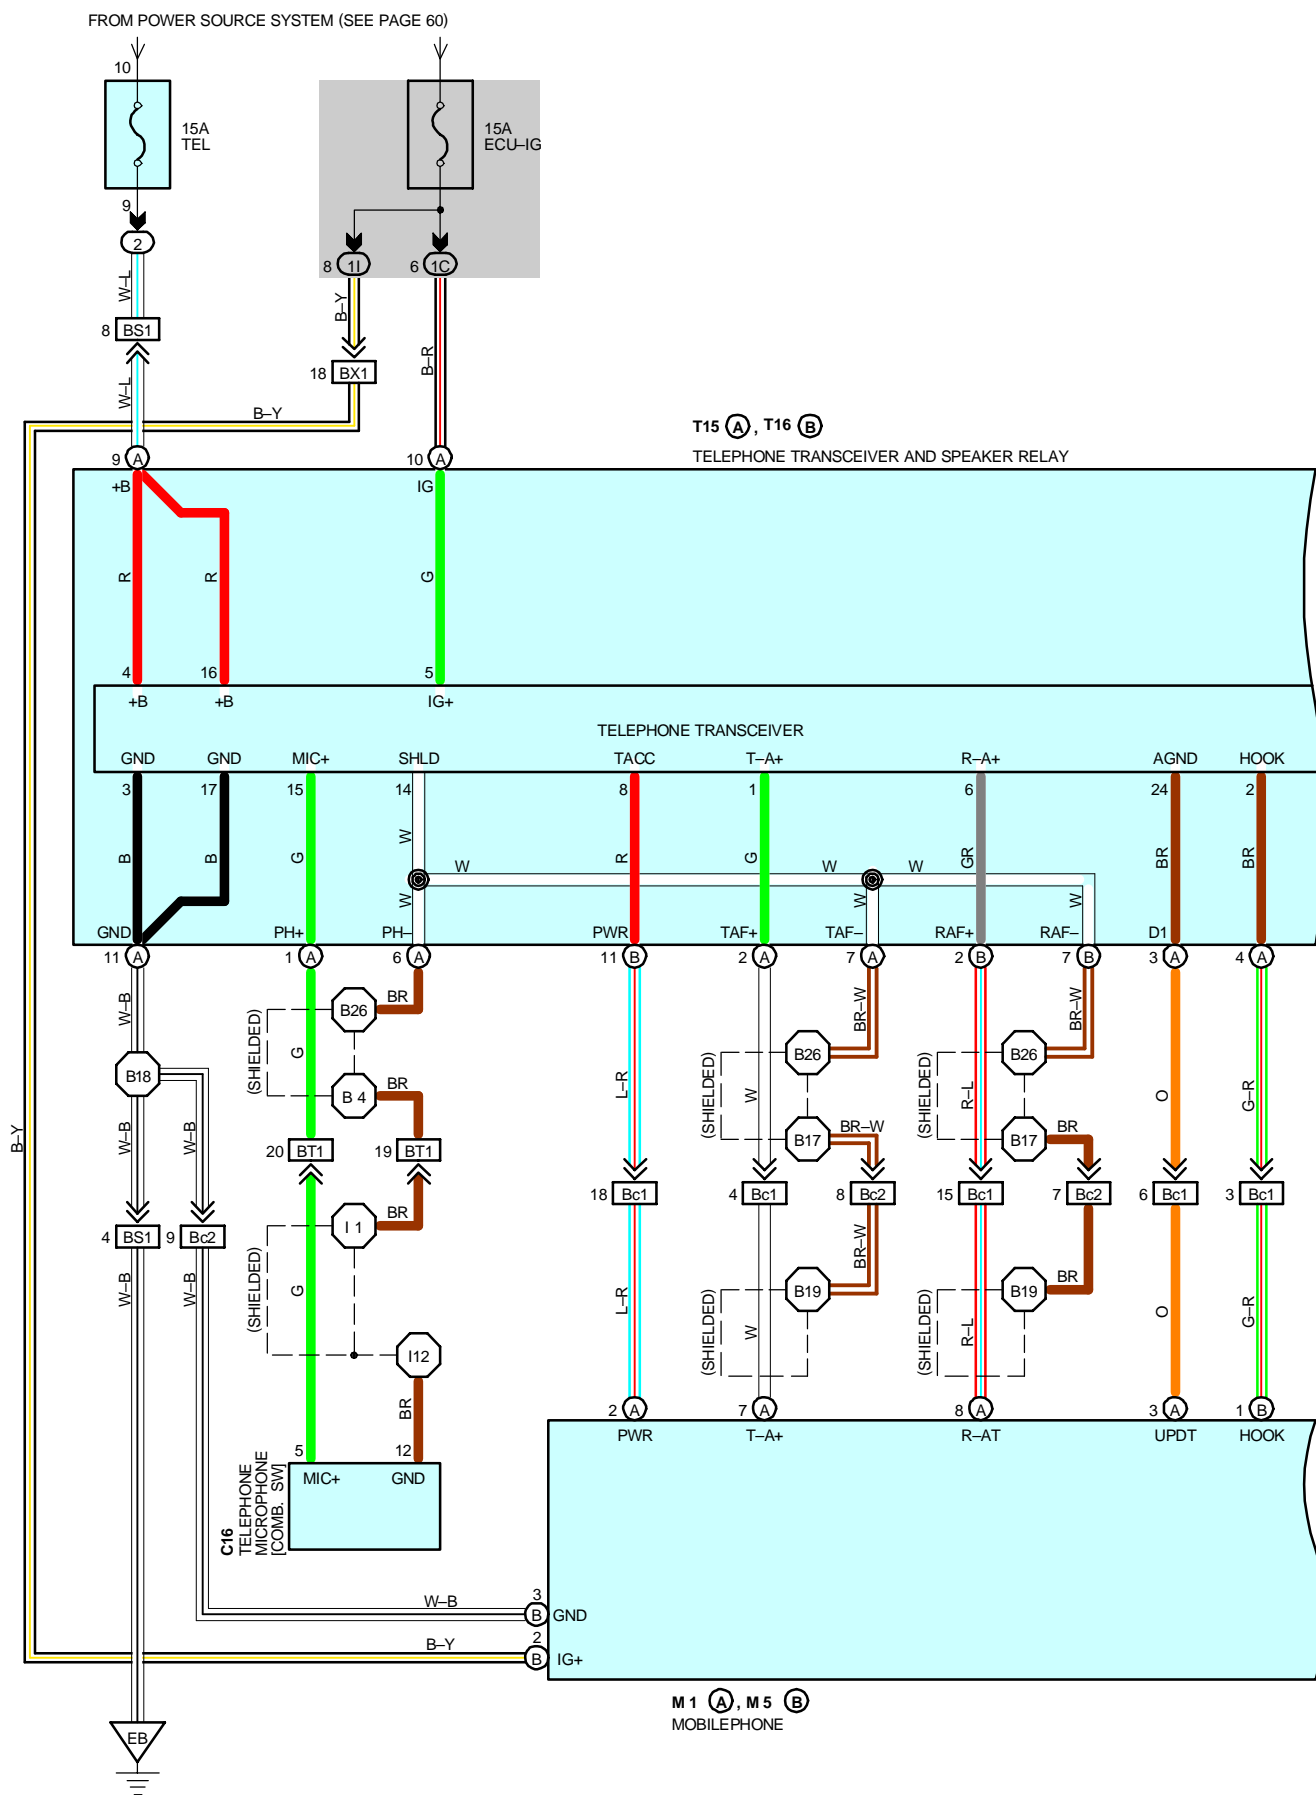 FROM POWER SOURCE SYSTEM (SEE PAGE 60)
10
15A
TEL
15A
ECU–IG
9
2
8 1I
6 1C
W–L
B–Y
B–R
8 BS1
18 BX1
W–L
B–Y
T15 A , T16 B
TELEPHONE TRANSCEIVER AND SPEAKER RELAY
9 A
10 A
+B
IG
R
R
G
4
16
5
+B
+B
IG+
TELEPHONE TRANSCEIVER
GND
GND
MIC+
SHLD
TACC
T–A+
R–A+
AGND
HOOK
3
17
15
14
8
1
6
24
2
B
B
G
W
W
W
R
G
W
W
GR
W
W
BR
BR
GND
PH+
PH–
PWR
TAF+
TAF–
RAF+
RAF–
D1
11 A
1 A
6 A
11 B
2 A
7 A
2 B
7 B
3 A
4 A
W–B
(SHIELDED)
G
B26
BR
B 4
BR
L–R
(SHIELDED)
W
B26
BR–W
B17
BR–W
(SHIELDED)
R–L
B26
BR–W
B17
BR
O
G–R
B18
B–Y
W–B
W–B
20 BT1
19 BT1
18 Bc1
4 Bc1
8 Bc2
15 Bc1
7 Bc2
6 Bc1
3 Bc1
4 BS1
9 Bc2
W–B
W–B
(SHIELDED)
G
I 1
BR
I12
BR
L–R
(SHIELDED)
W
B19
BR–W
(SHIELDED)
R–L
B19
BR
O
G–R
2 A
7 A
8 A
3 A
1 B
PWR
T–A+
R–AT
UPDT
HOOK
5
12
MIC+
GND
C16
TELEPHONE
MICROPHONE
[COMB. SW]
W–B
3
B GND
B–Y
2
B IG+
M 1 A , M 5 B
MOBILEPHONE
EB